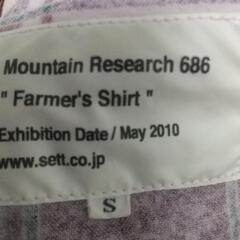 Mountain Research 686
" Farmer's Shirt "
Exhibition Date / May 2010
www.sett.co.jp
S